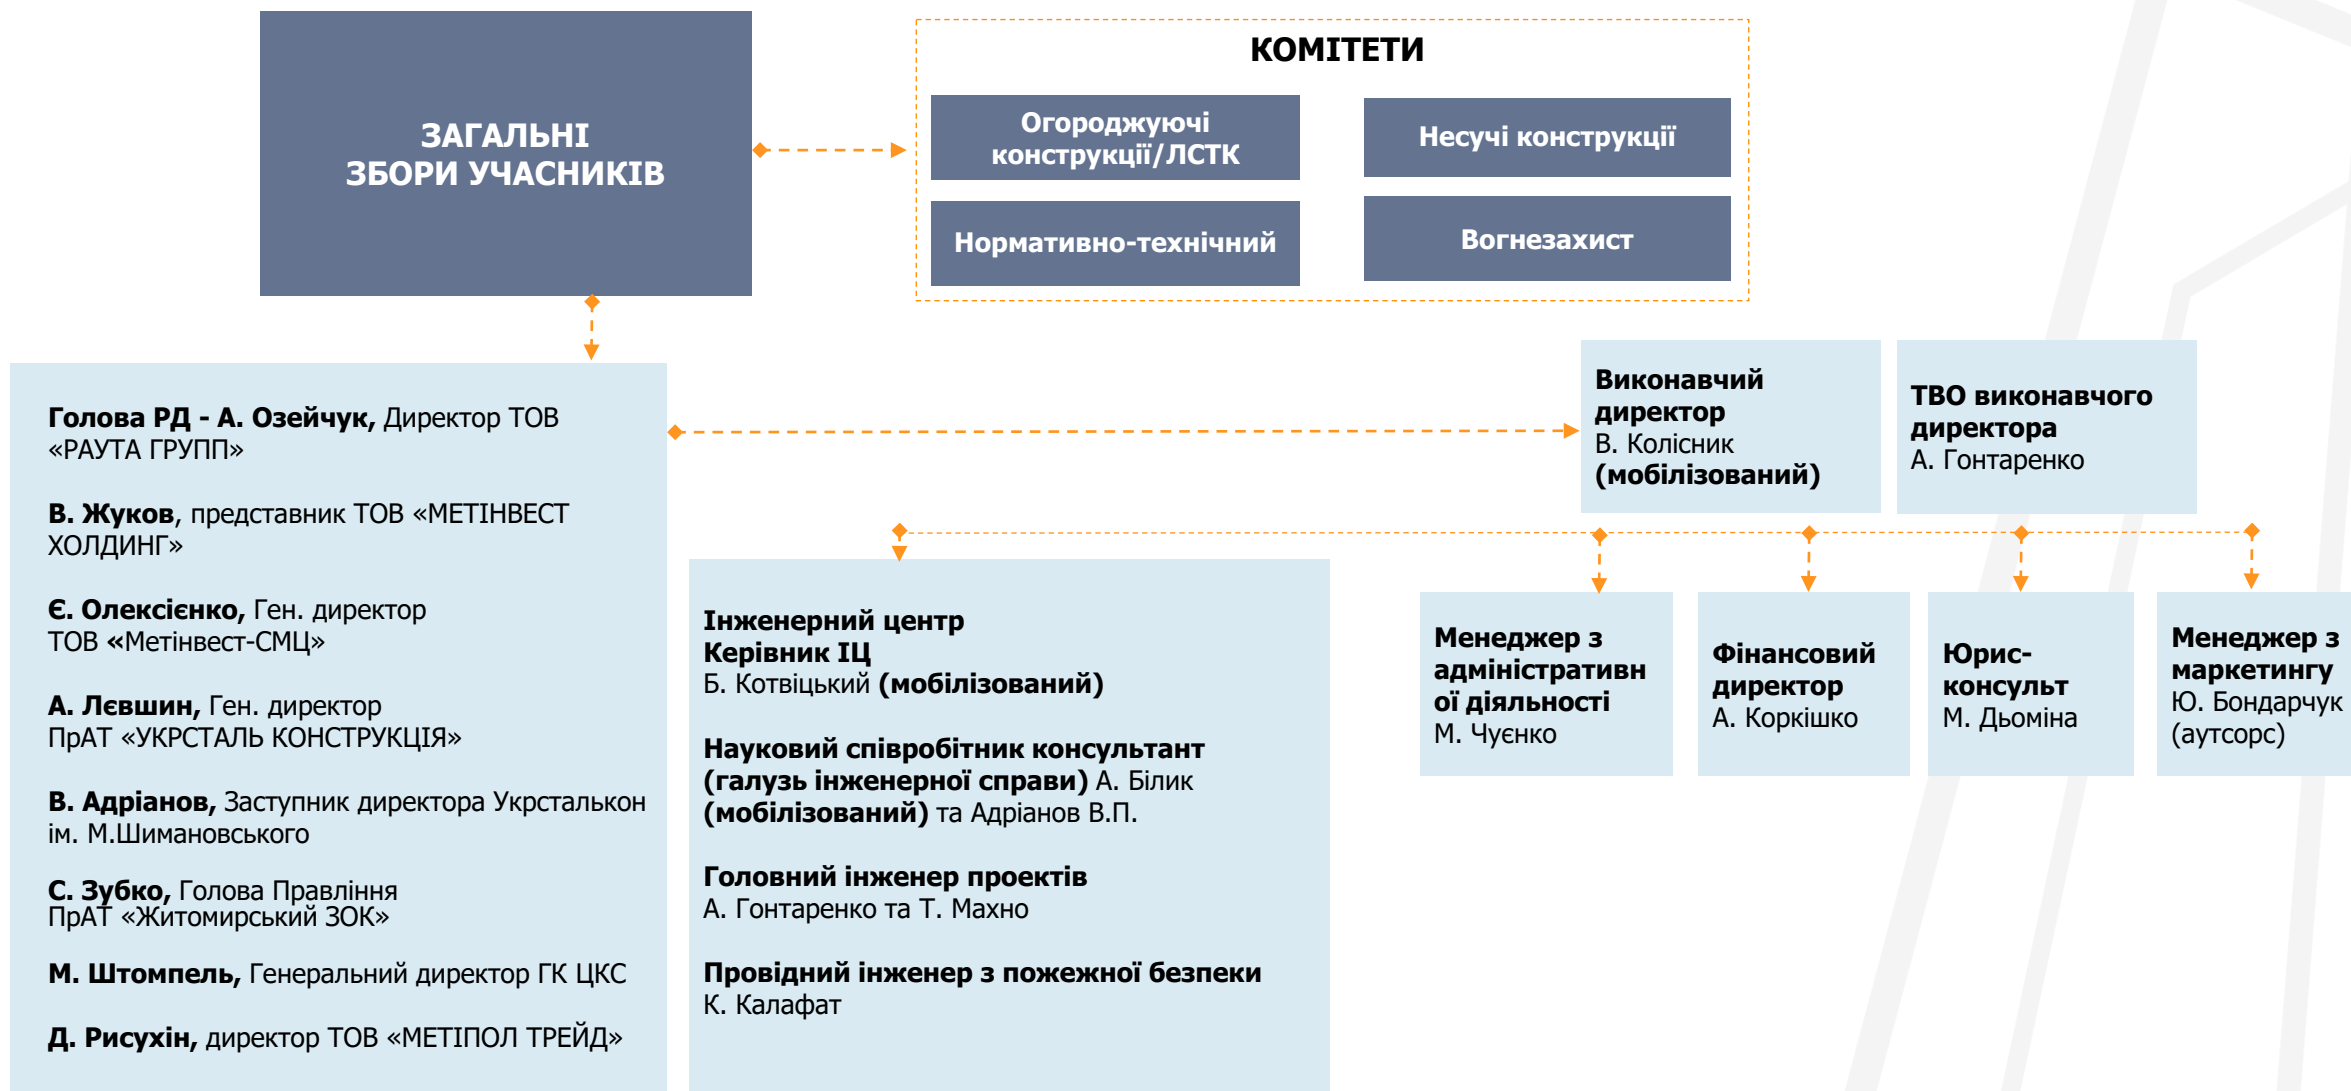 ЗАГАЛЬНІ
ЗБОРИ УЧАСНИКІВ
КОМІТЕТИ
Огороджуючі
конструкції/ЛСТК
Несучі конструкції
Нормативно-технічний
Вогнезахист
Голова РД - А. Озейчук, Директор ТОВ
«РАУТА ГРУПП»
В. Жуков, представник ТОВ «МЕТІНВЕСТ
ХОЛДИНГ»
Є. Олексієнко, Ген. директор
ТОВ «Метінвест-СМЦ»
А. Лєвшин, Ген. директор
ПрАТ «УКРСТАЛЬ КОНСТРУКЦІЯ»
В. Адріанов, Заступник директора Укрсталькон
ім. М.Шимановського
С. Зубко, Голова Правління
ПрАТ «Житомирський ЗОК»
М. Штомпель, Генеральний директор ГК ЦКС
Д. Рисухін, директор ТОВ «МЕТІПОЛ ТРЕЙД»
Виконавчий
директор
В. Колісник
(мобілізований)
ТВО виконавчого
директора
А. Гонтаренко
Інженерний центр
Керівник ІЦ
Б. Котвіцький (мобілізований)
Науковий співробітник консультант
(галузь інженерної справи) А. Білик
(мобілізований) та Адріанов В.П.
Головний інженер проектів
А. Гонтаренко та Т. Махно
Провідний інженер з пожежної безпеки
К. Калафат
Менеджер з
адміністративн
ої діяльності
М. Чуєнко
Фінансовий
директор
А. Коркішко
Юрис-
консульт
М. Дьоміна
Менеджер з
маркетингу
Ю. Бондарчук
(аутсорс)